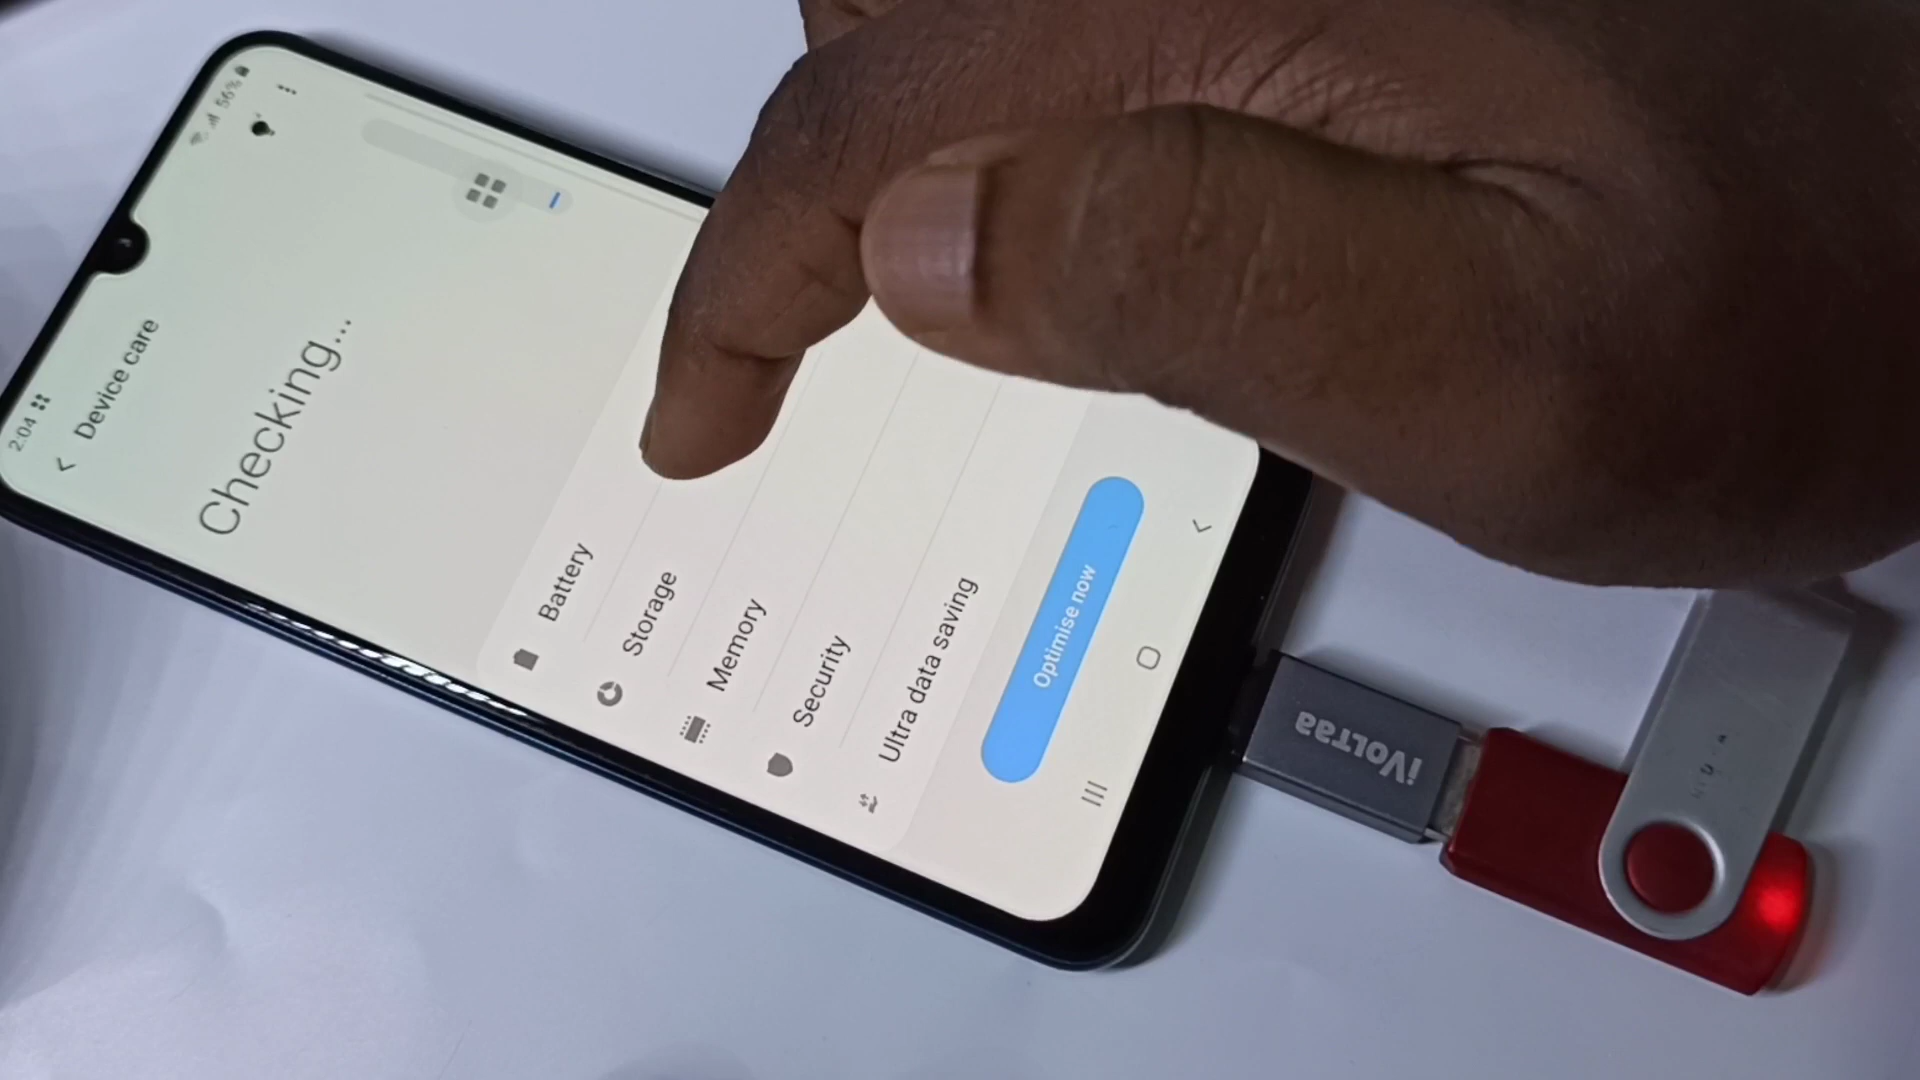 2:04
56%
Device care
Checking...
Battery
Storage
Memory
Security
Ultra data saving
Optimise now
iVOLTAA